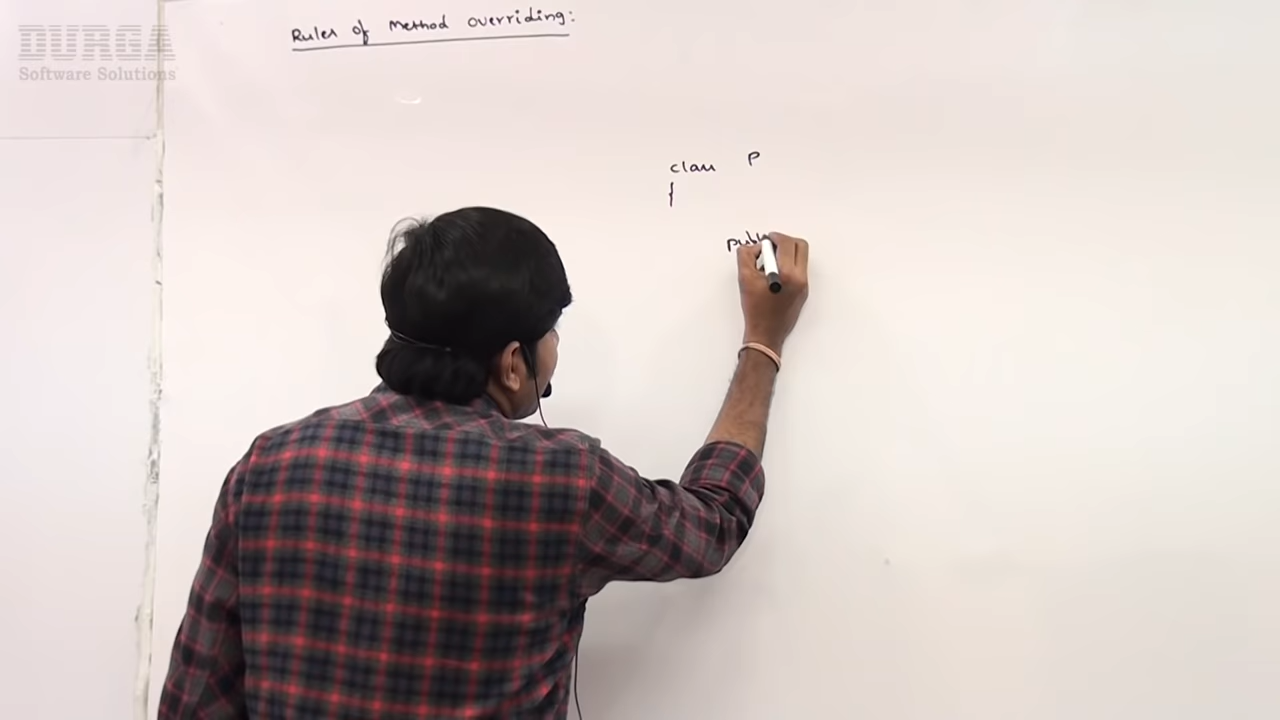 DURGA
Software Solutions
Rules of Method overriding:
class P
{